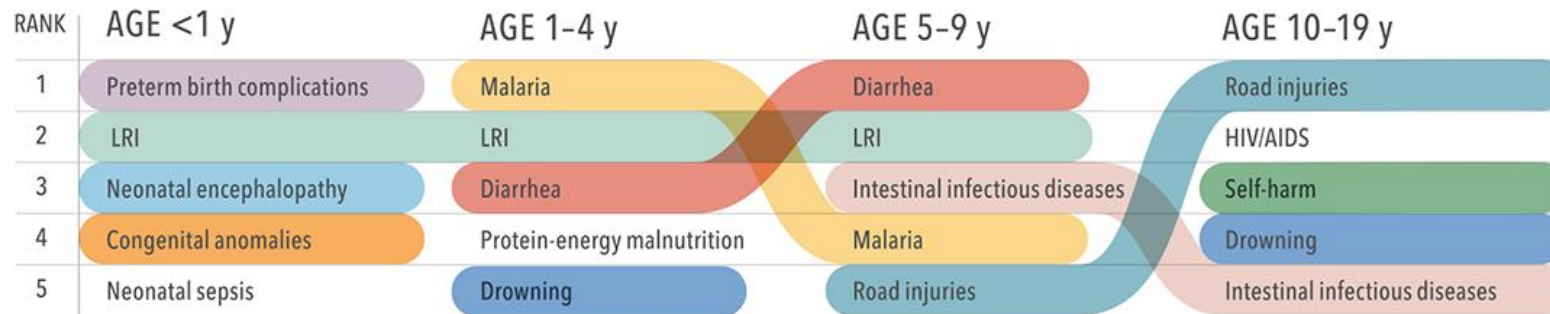 RANK AGE <1 y AGE 1–4 y AGE 5–9 y AGE 10–19 y
1 Preterm birth complications Malaria Diarrhea Road injuries
2 LRI LRI LRI HIV/AIDS
3 Neonatal encephalopathy Diarrhea Intestinal infectious diseases Self-harm
4 Congenital anomalies Protein-energy malnutrition Malaria Drowning
5 Neonatal sepsis Drowning Road injuries Intestinal infectious diseases